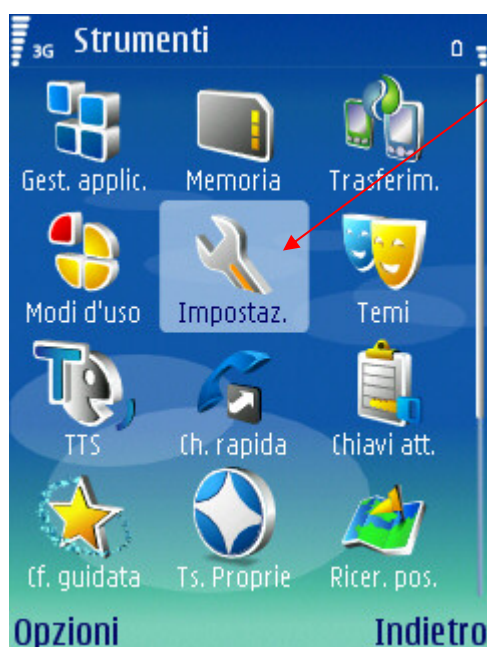 3G Strumenti
Gest. applic. Memoria Trasferim.
Modi d'uso Impostaz. Temi
TTS Ch. rapida Chiavi att.
Cf. guidata Ts. Proprie Ricer. pos.
Opzioni Indietro